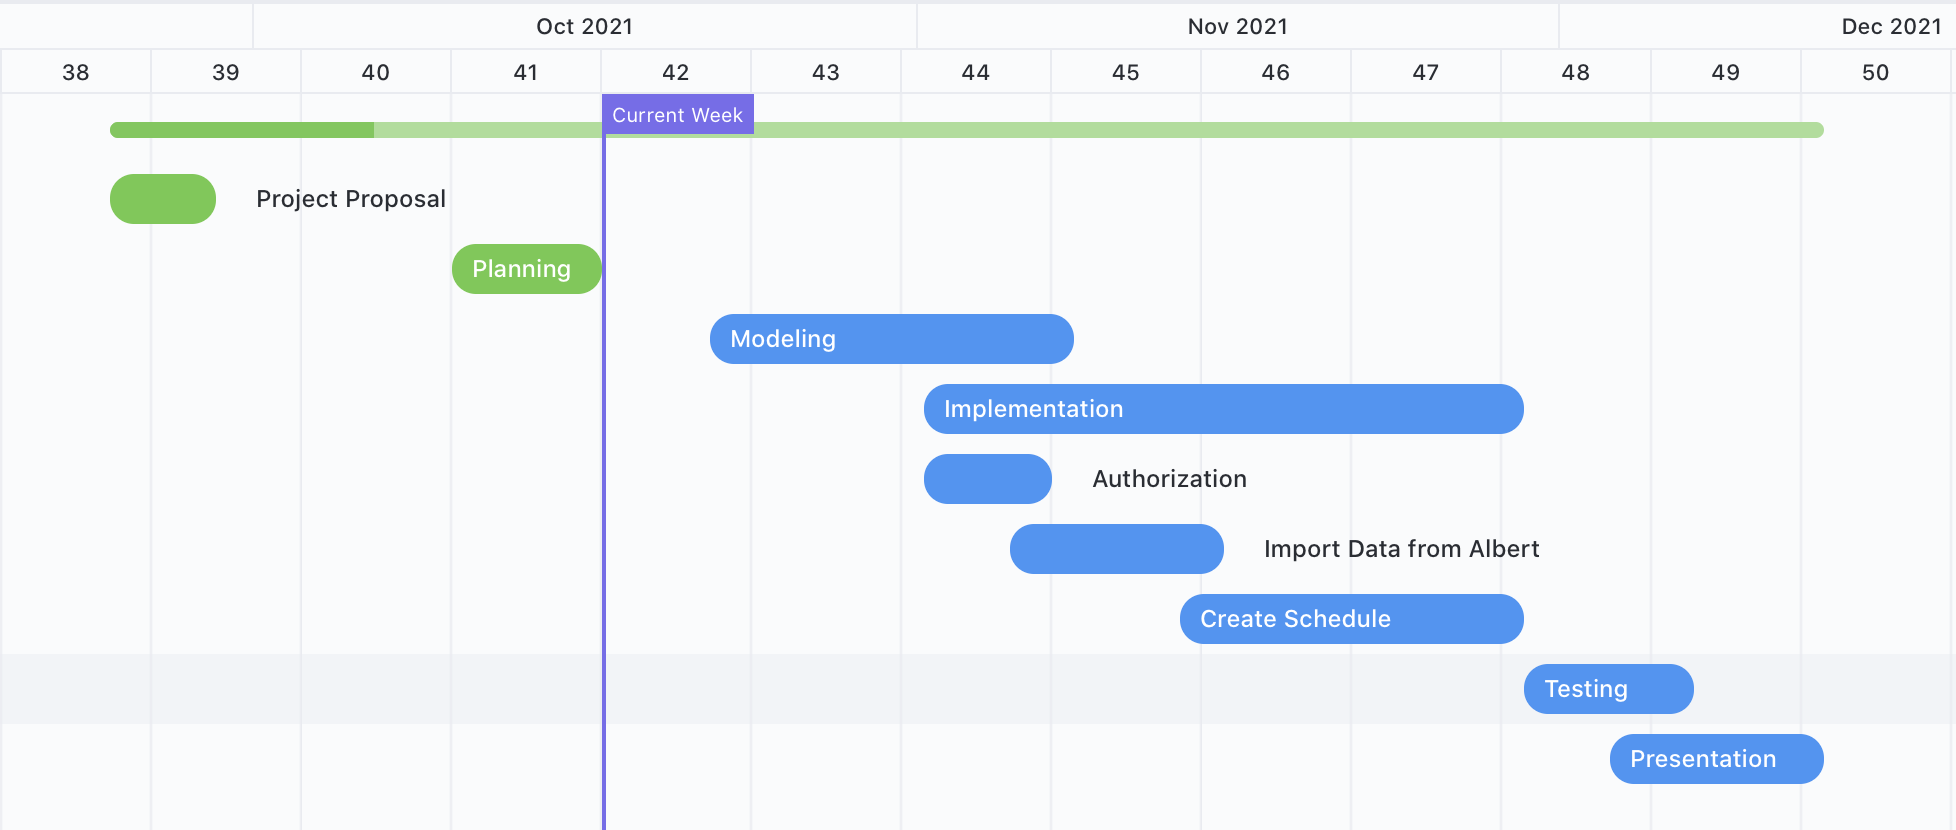 Oct 2021 Nov 2021 Dec 2021
38 39 40 41 42 43 44 45 46 47 48 49 50
Current Week
Project Proposal
Planning
Modeling
Implementation
Authorization
Import Data from Albert
Create Schedule
Testing
Presentation